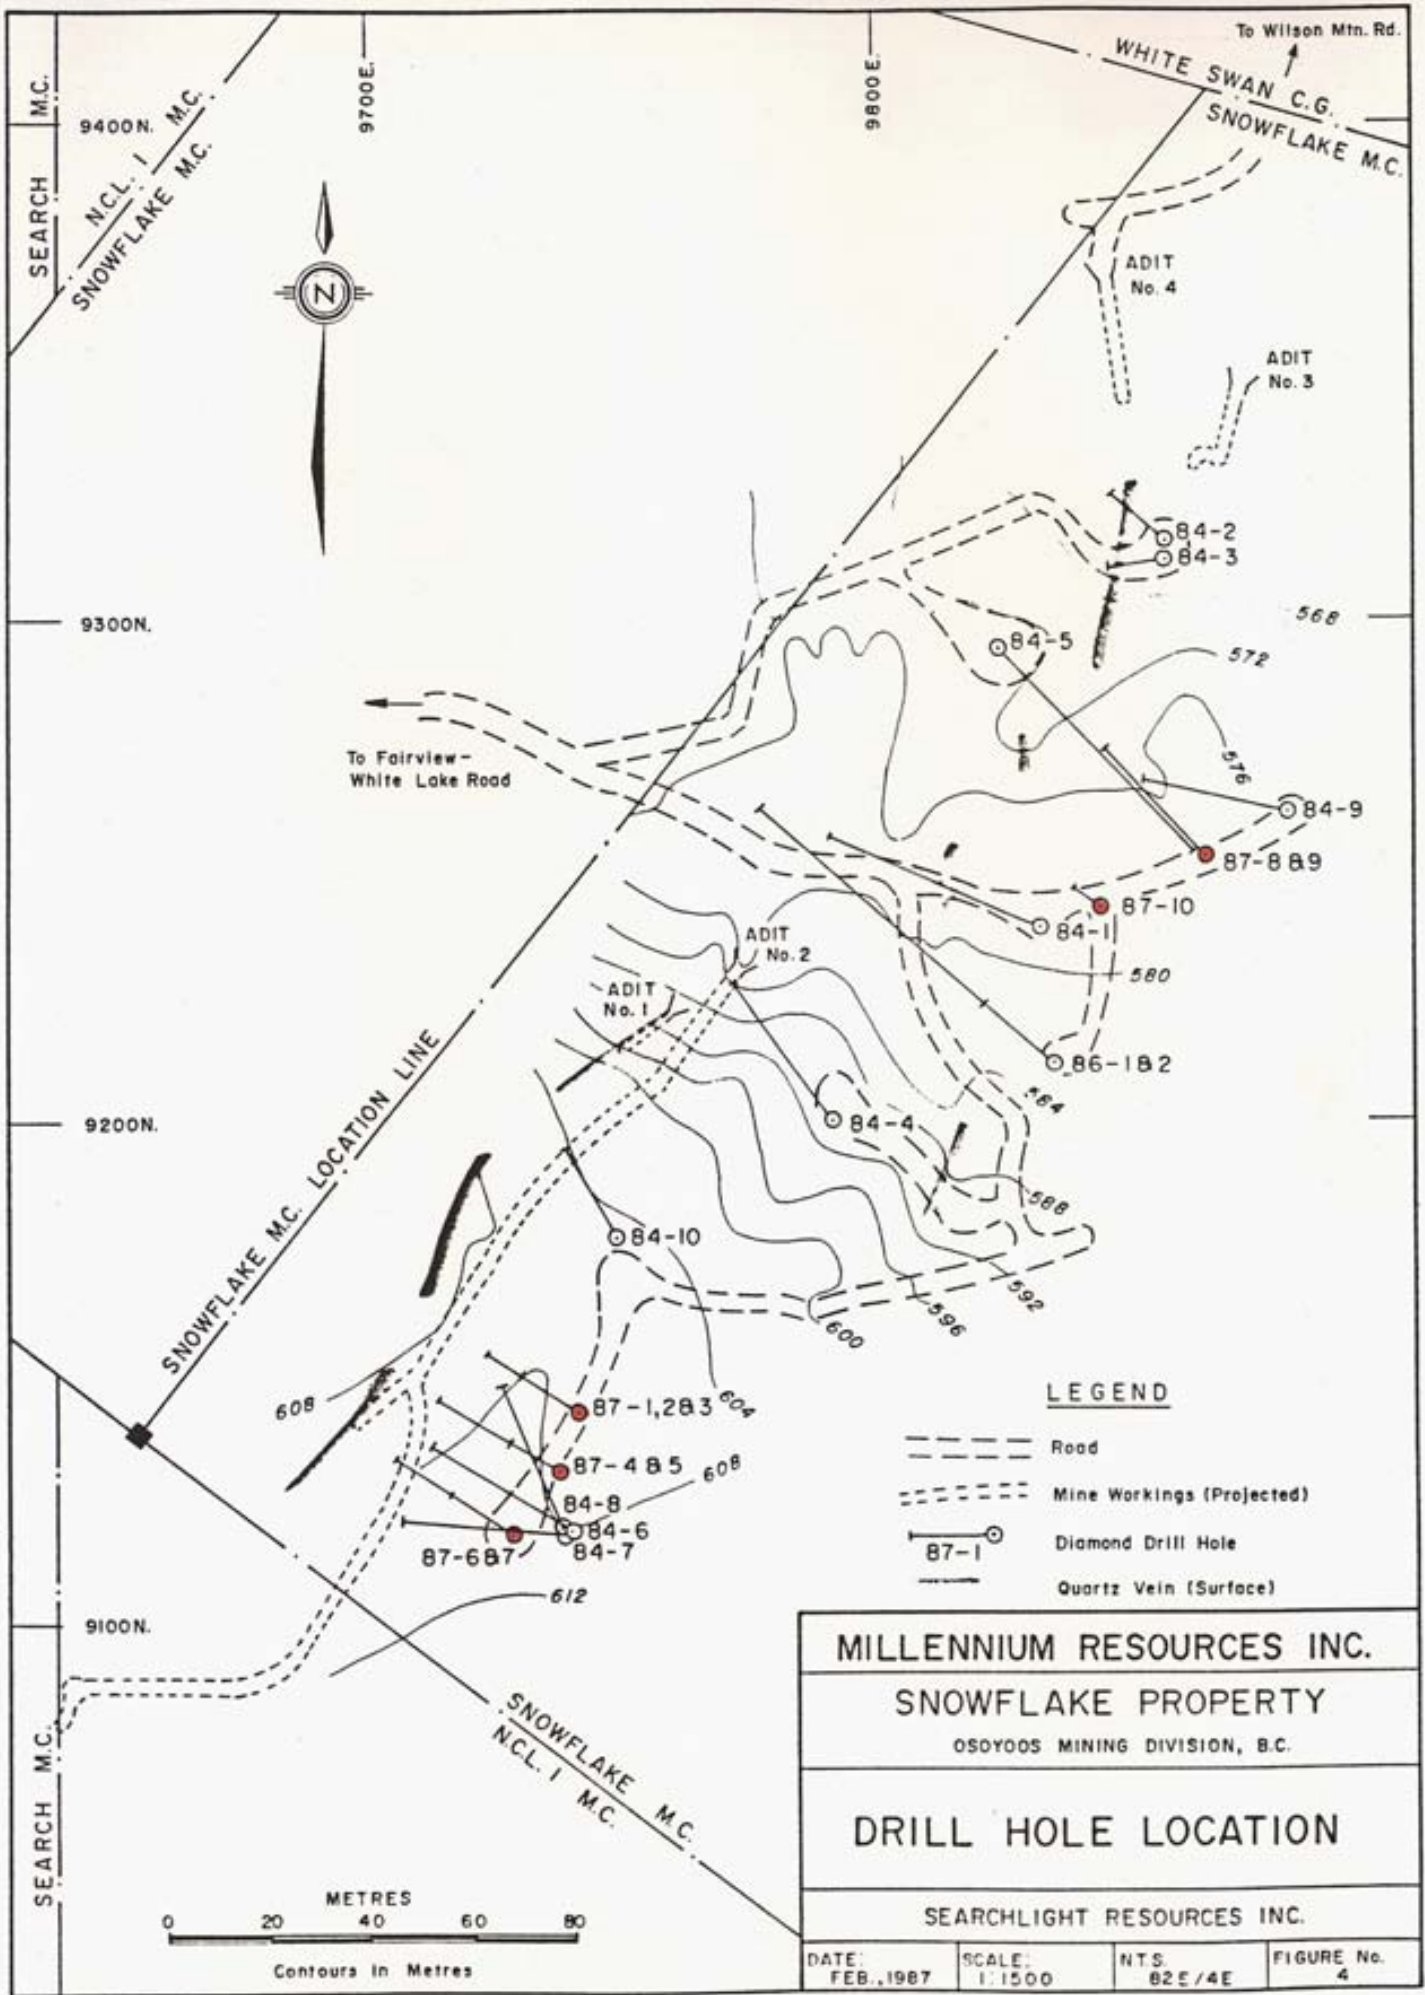 To Wilson Mtn. Rd.
WHITE SWAN C.G.
SNOWFLAKE M.C.
9700E.
9800E.
SEARCH M.C.
9400N.
N.C.L. I M.C.
SNOWFLAKE M.C.
N
ADIT
No. 4
ADIT
No. 3
84-2
84-3
9300N.
568
84-5
572
To Fairview-
White Lake Road
576
84-9
87-8&9
87-10
84-1
ADIT
No. 2
580
ADIT
No. 1
86-1&2
584
SNOWFLAKE M.C. LOCATION LINE
9200N.
84-4
588
84-10
592
596
600
604
608
87-1,2&3
87-4&5
608
84-8
84-6
84-7
87-6&7
612
9100N.
LEGEND
Road
Mine Workings (Projected)
87-1
Diamond Drill Hole
Quartz Vein (Surface)
SNOWFLAKE M.C.
N.C.L. I M.C.
SEARCH M.C.
METRES
0 20 40 60 80
Contours in Metres
MILLENNIUM RESOURCES INC.
SNOWFLAKE PROPERTY
OSOYOOS MINING DIVISION, B.C.
DRILL HOLE LOCATION
SEARCHLIGHT RESOURCES INC.
DATE: FEB., 1987
SCALE: 1:1500
N.T.S. 82E/4E
FIGURE No. 4